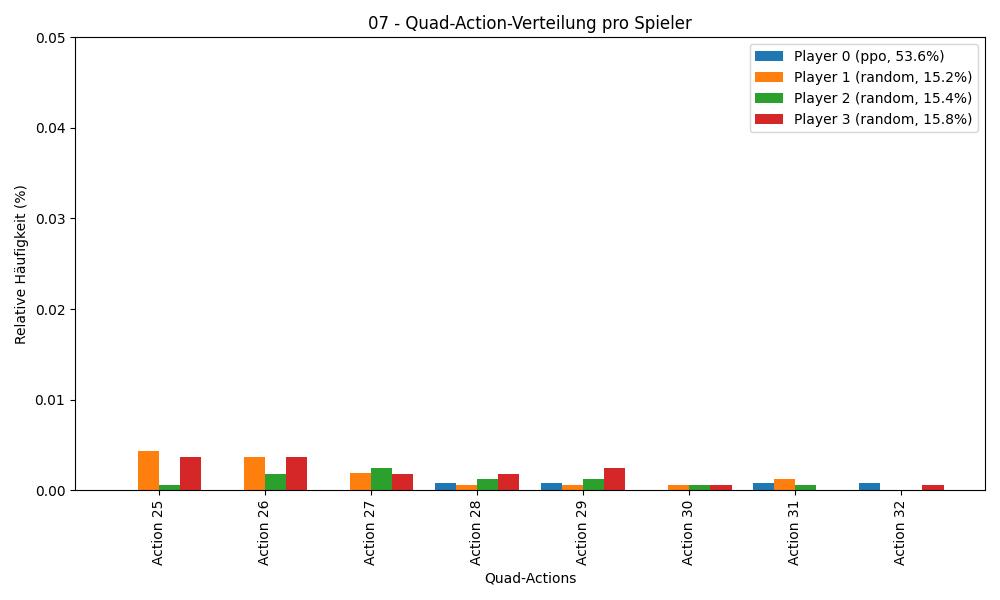 07 - Quad-Action-Verteilung pro Spieler
Player 0 (ppo, 53.6%)
Player 1 (random, 15.2%)
Player 2 (random, 15.4%)
Player 3 (random, 15.8%)
Relative Häufigkeit (%)
0.05
0.04
0.03
0.02
0.01
0.00
Action 25
Action 26
Action 27
Action 28
Action 29
Action 30
Action 31
Action 32
Quad-Actions